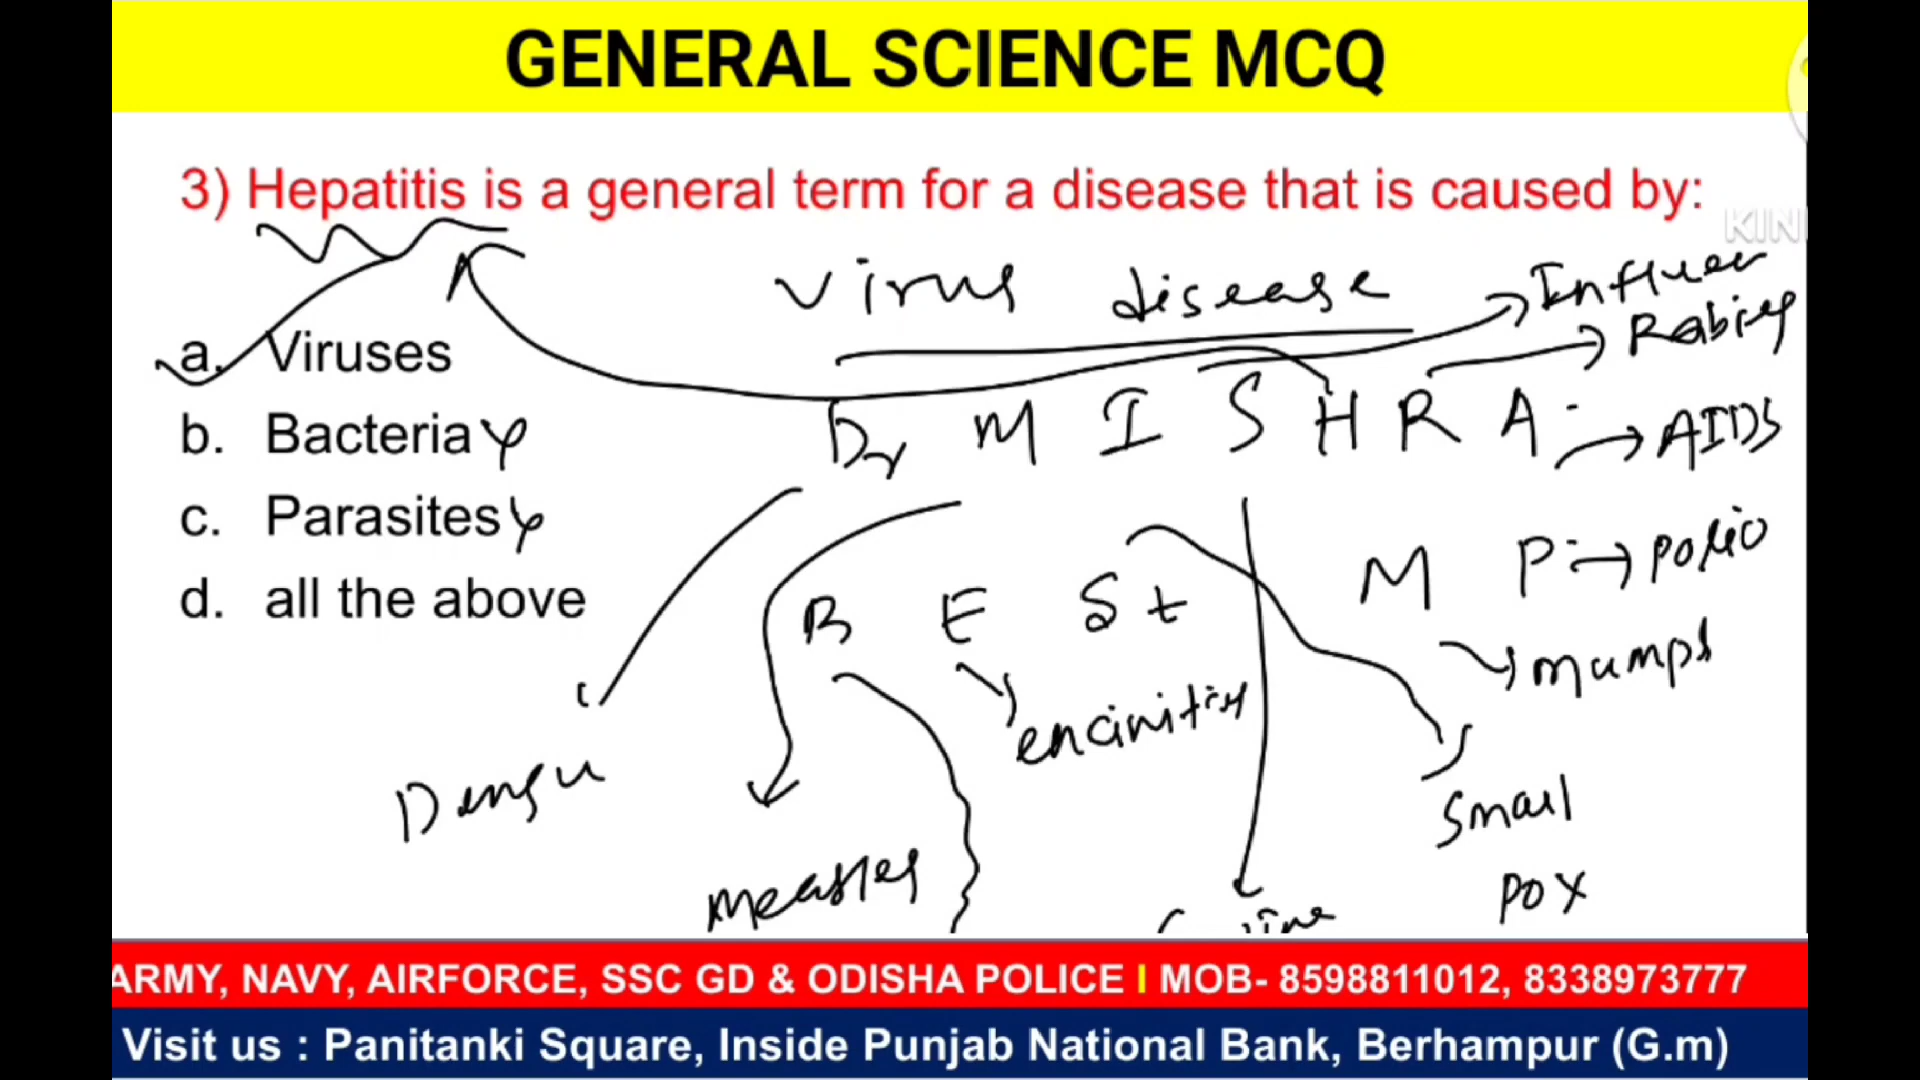 GENERAL SCIENCE MCQ
3) Hepatitis is a general term for a disease that is caused by:
KIN
virus disease
Influen
Rabies
a. Viruses
Dr M I S H R A
AIDS
b. Bacteria
c. Parasites
M P polio
d. all the above
B E St
mumps
Dengu
Small
measles
pox
ARMY, NAVY, AIRFORCE, SSC GD & ODISHA POLICE I MOB- 8598811012, 8338973777
Visit us : Panitanki Square, Inside Punjab National Bank, Berhampur (G.m)